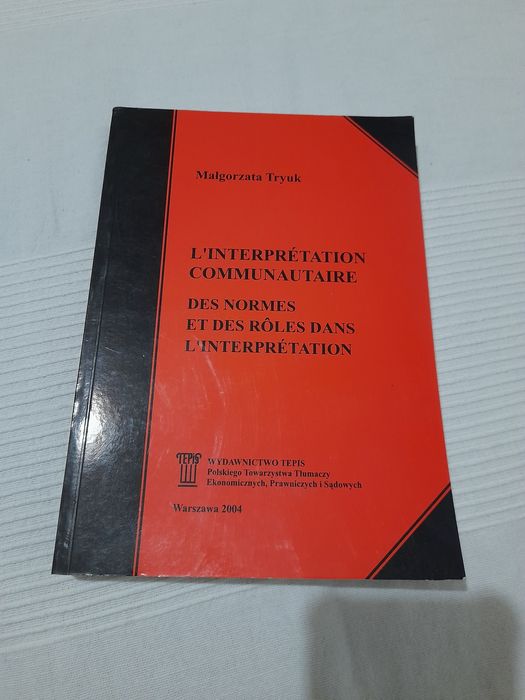 Małgorzata Tryuk
L'INTERPRÉTATION
COMMUNAUTAIRE
DES NORMES
ET DES RÔLES DANS
L'INTERPRÉTATION
TEPIS
WYDAWNICTWO TEPIS
Polskiego Towarzystwa Tłumaczy
Ekonomicznych, Prawniczych i Sądowych
Warszawa 2004